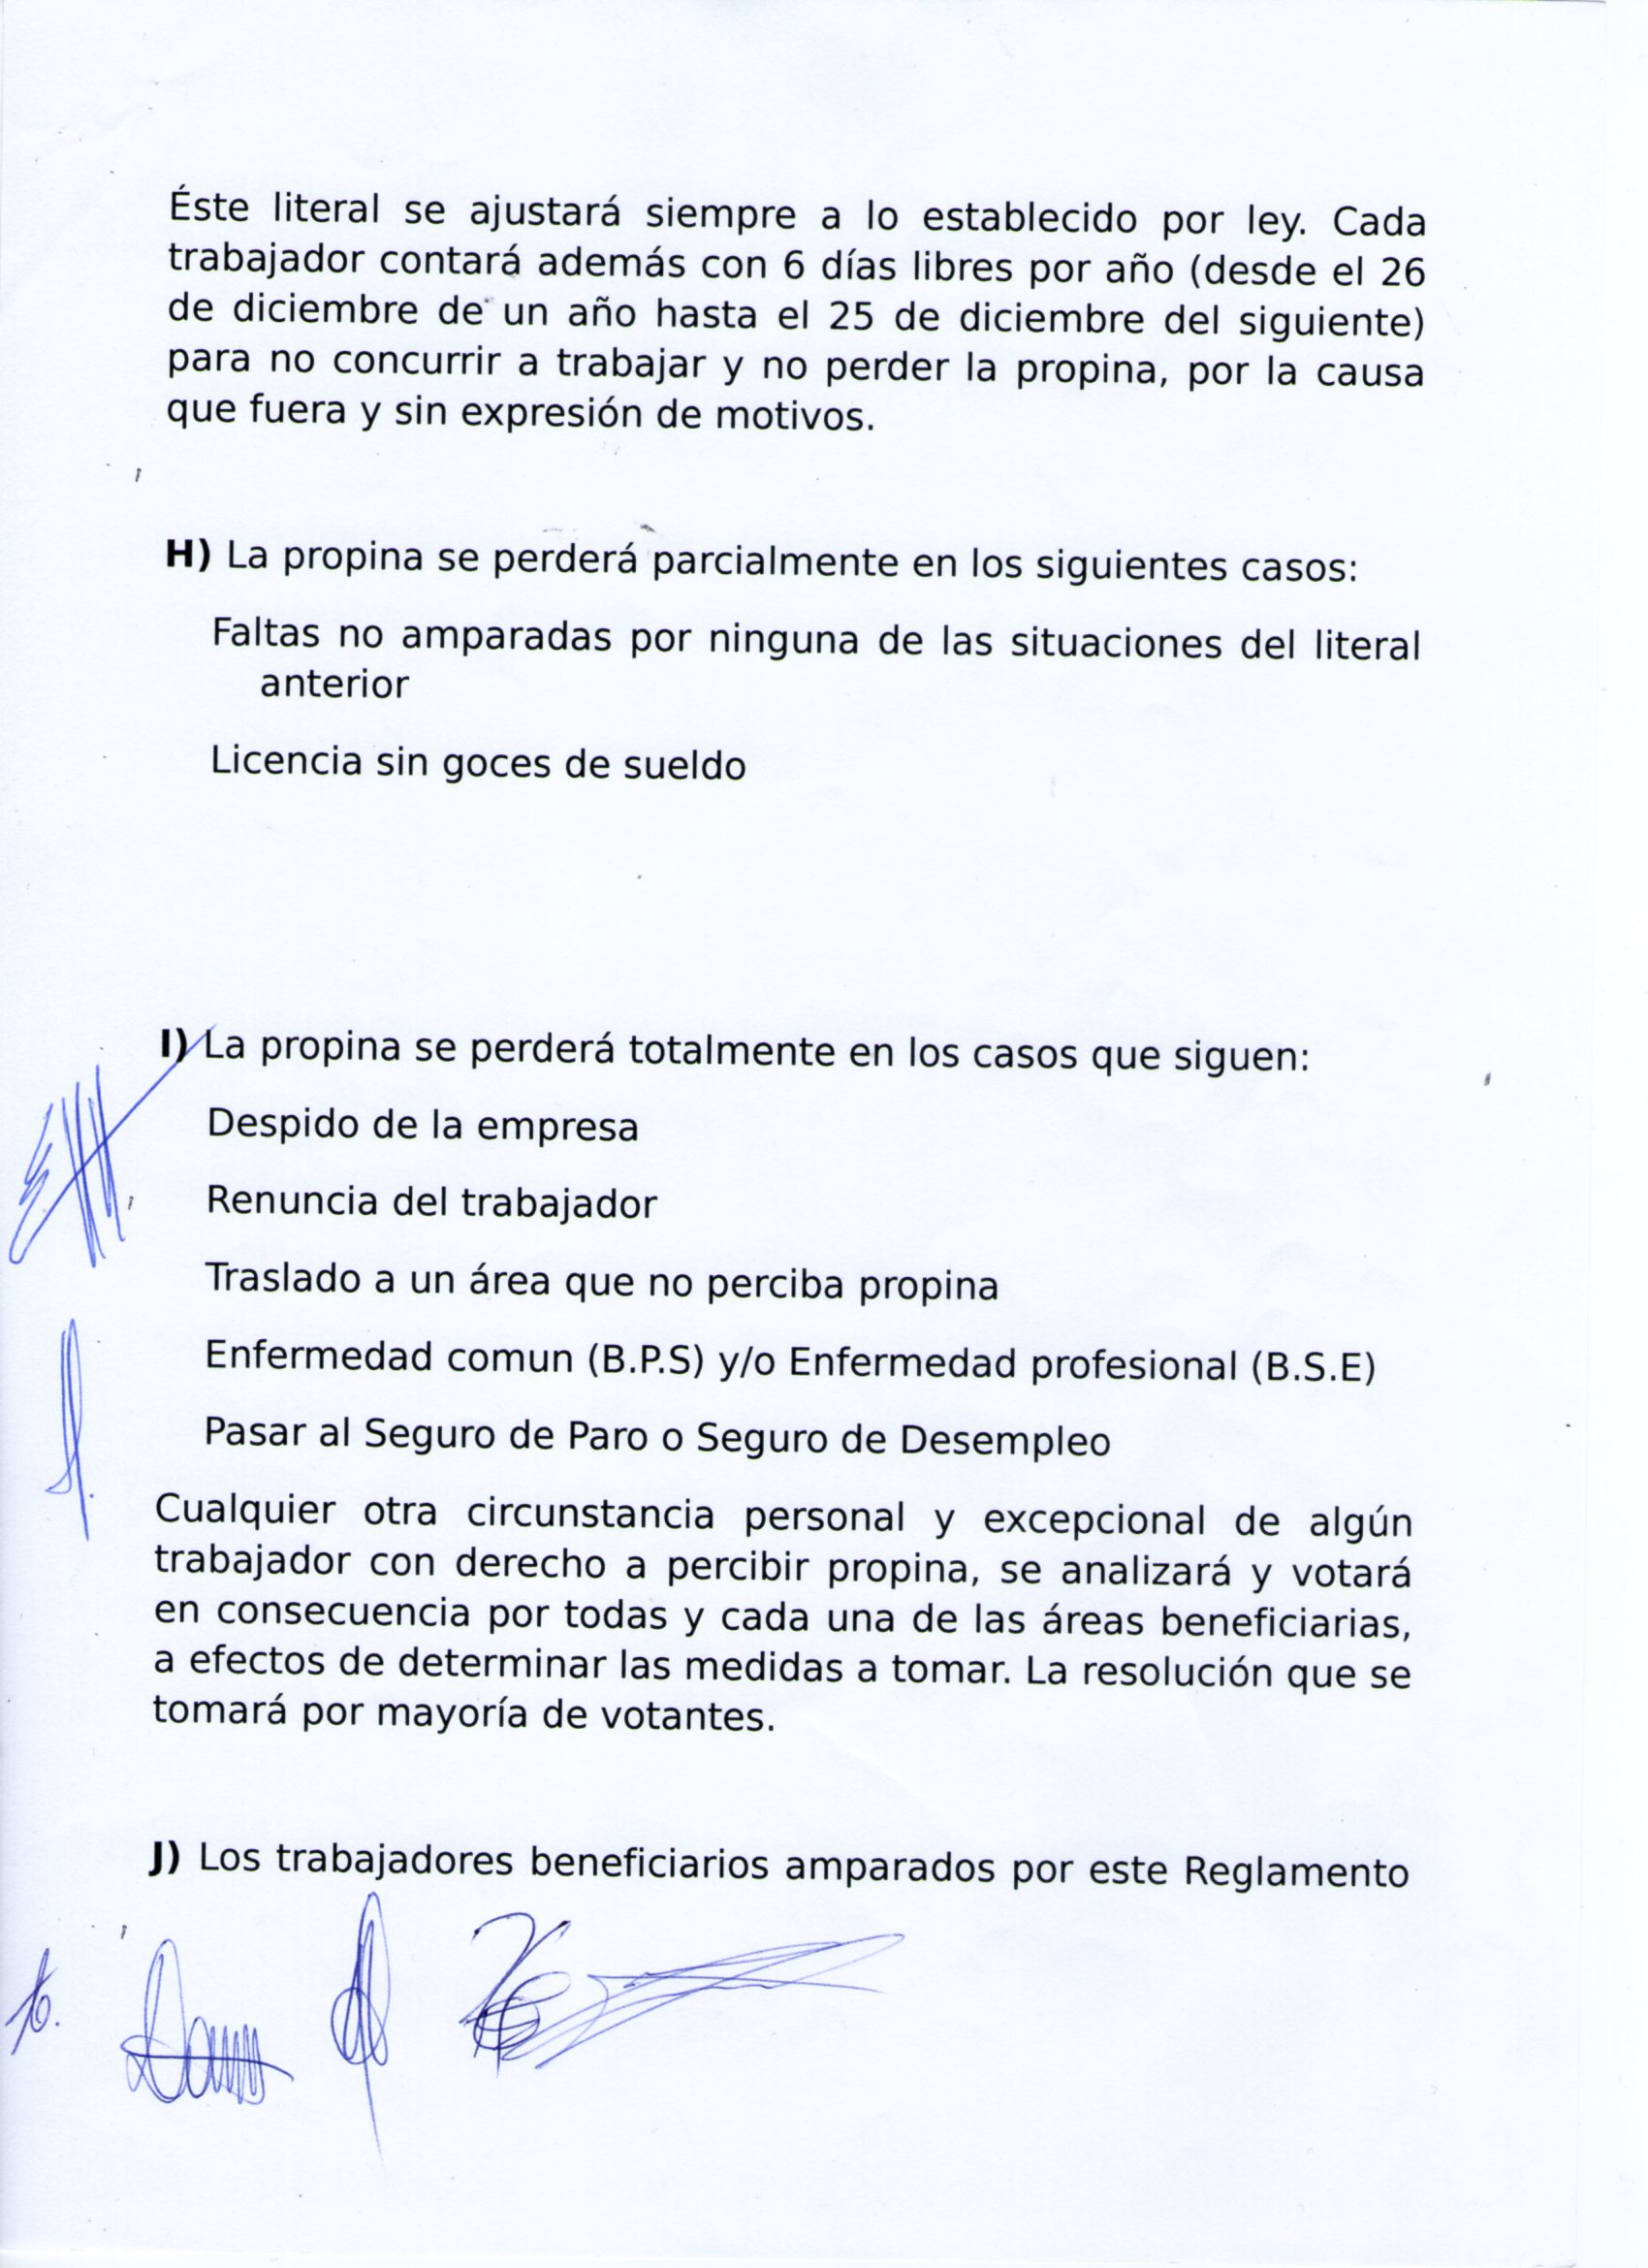 Éste literal se ajustará siempre a lo establecido por ley. Cada
trabajador contará además con 6 días libres por año (desde el 26
de diciembre de un año hasta el 25 de diciembre del siguiente)
para no concurrir a trabajar y no perder la propina, por la causa
que fuera y sin expresión de motivos.
H) La propina se perderá parcialmente en los siguientes casos:
Faltas no amparadas por ninguna de las situaciones del literal
anterior
Licencia sin goces de sueldo
I) La propina se perderá totalmente en los casos que siguen:
Despido de la empresa
Renuncia del trabajador
Traslado a un área que no perciba propina
Enfermedad comun (B.P.S) y/o Enfermedad profesional (B.S.E)
Pasar al Seguro de Paro o Seguro de Desempleo
Cualquier otra circunstancia personal y excepcional de algún
trabajador con derecho a percibir propina, se analizará y votará
en consecuencia por todas y cada una de las áreas beneficiarias,
a efectos de determinar las medidas a tomar. La resolución que se
tomará por mayoría de votantes.
J) Los trabajadores beneficiarios amparados por este Reglamento